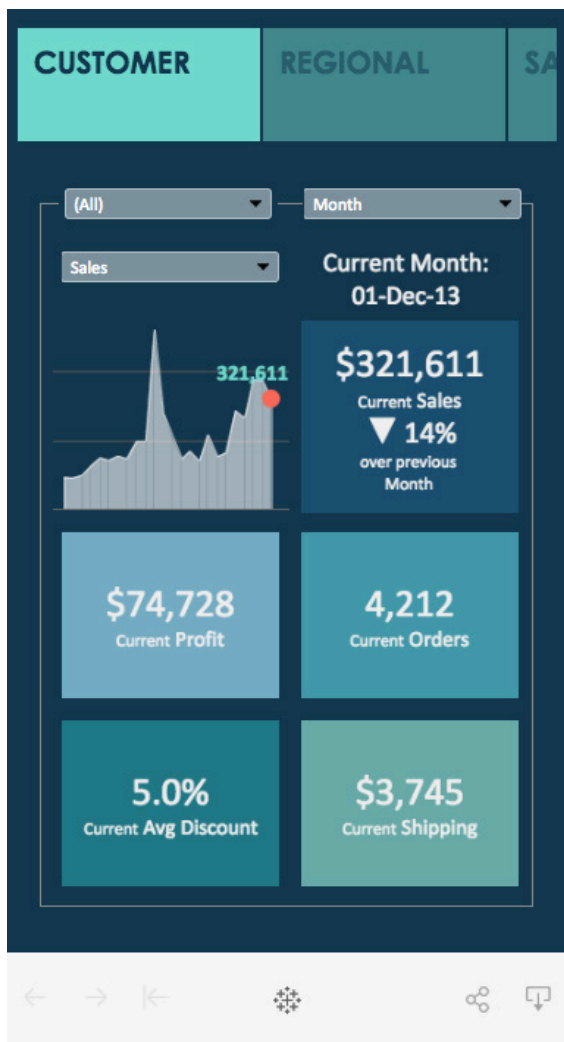 CUSTOMER
REGIONAL
SA
(All)
Month
Sales
Current Month:
01-Dec-13
321,611
$321,611
Current Sales
▼ 14%
over previous
Month
$74,728
Current Profit
4,212
Current Orders
5.0%
Current Avg Discount
$3,745
Current Shipping